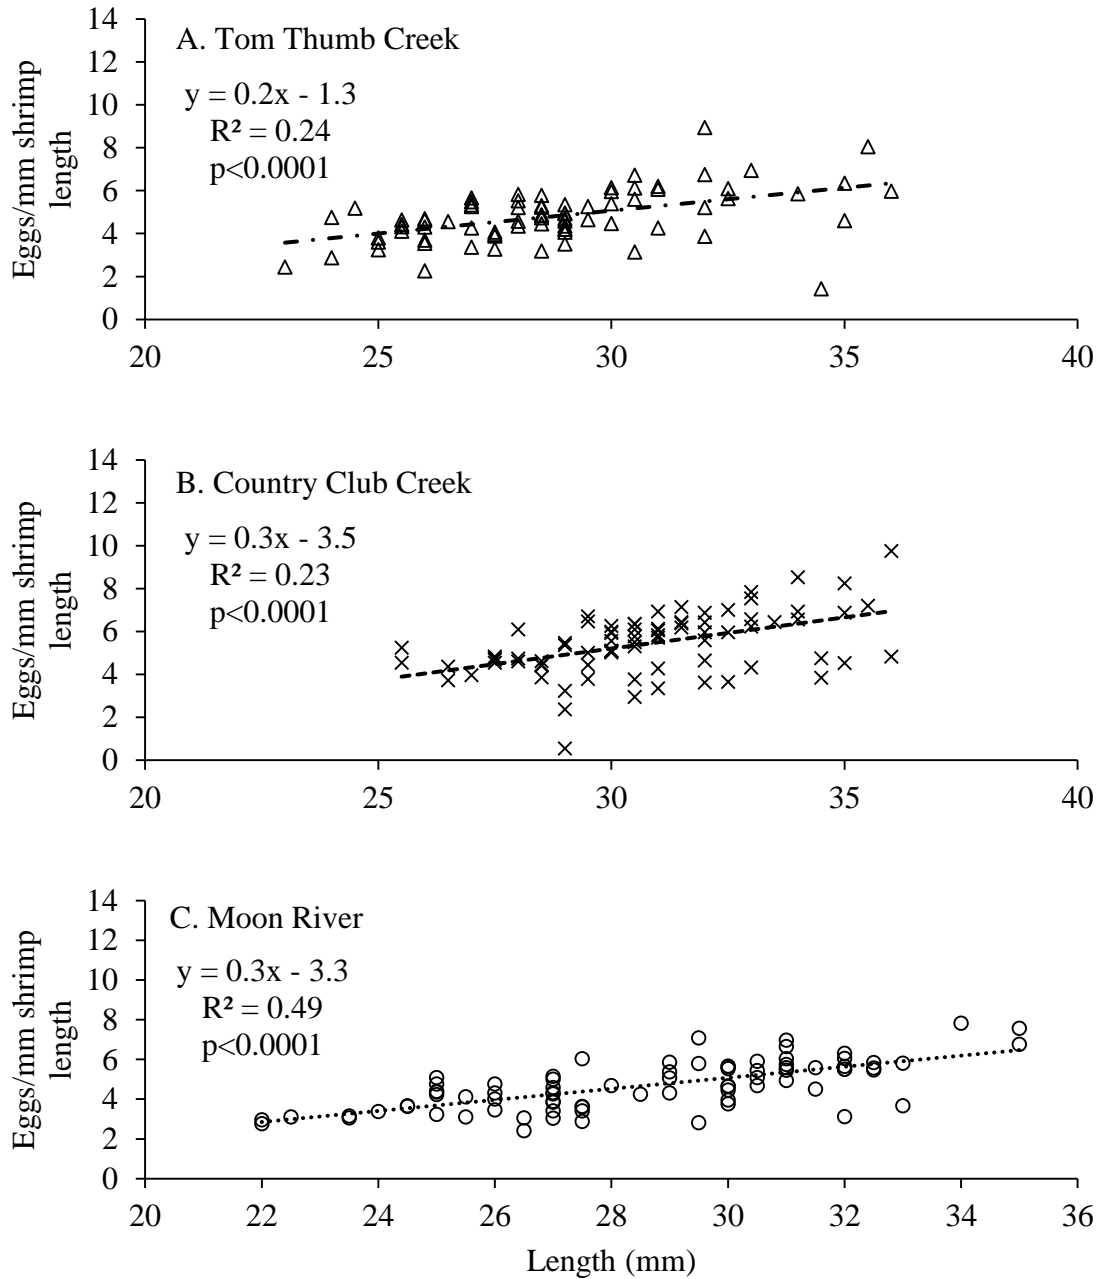 14
12
10
8
6
4
2
0
Eggs/mm shrimp
length
A. Tom Thumb Creek
y = 0.2x - 1.3
R² = 0.24
p<0.0001
20 25 30 35 40
14
12
10
8
6
4
2
0
Eggs/mm shrimp
length
B. Country Club Creek
y = 0.3x - 3.5
R² = 0.23
p<0.0001
20 25 30 35 40
14
12
10
8
6
4
2
0
Eggs/mm shrimp
length
C. Moon River
y = 0.3x - 3.3
R² = 0.49
p<0.0001
20 22 24 26 28 30 32 34 36
Length (mm)